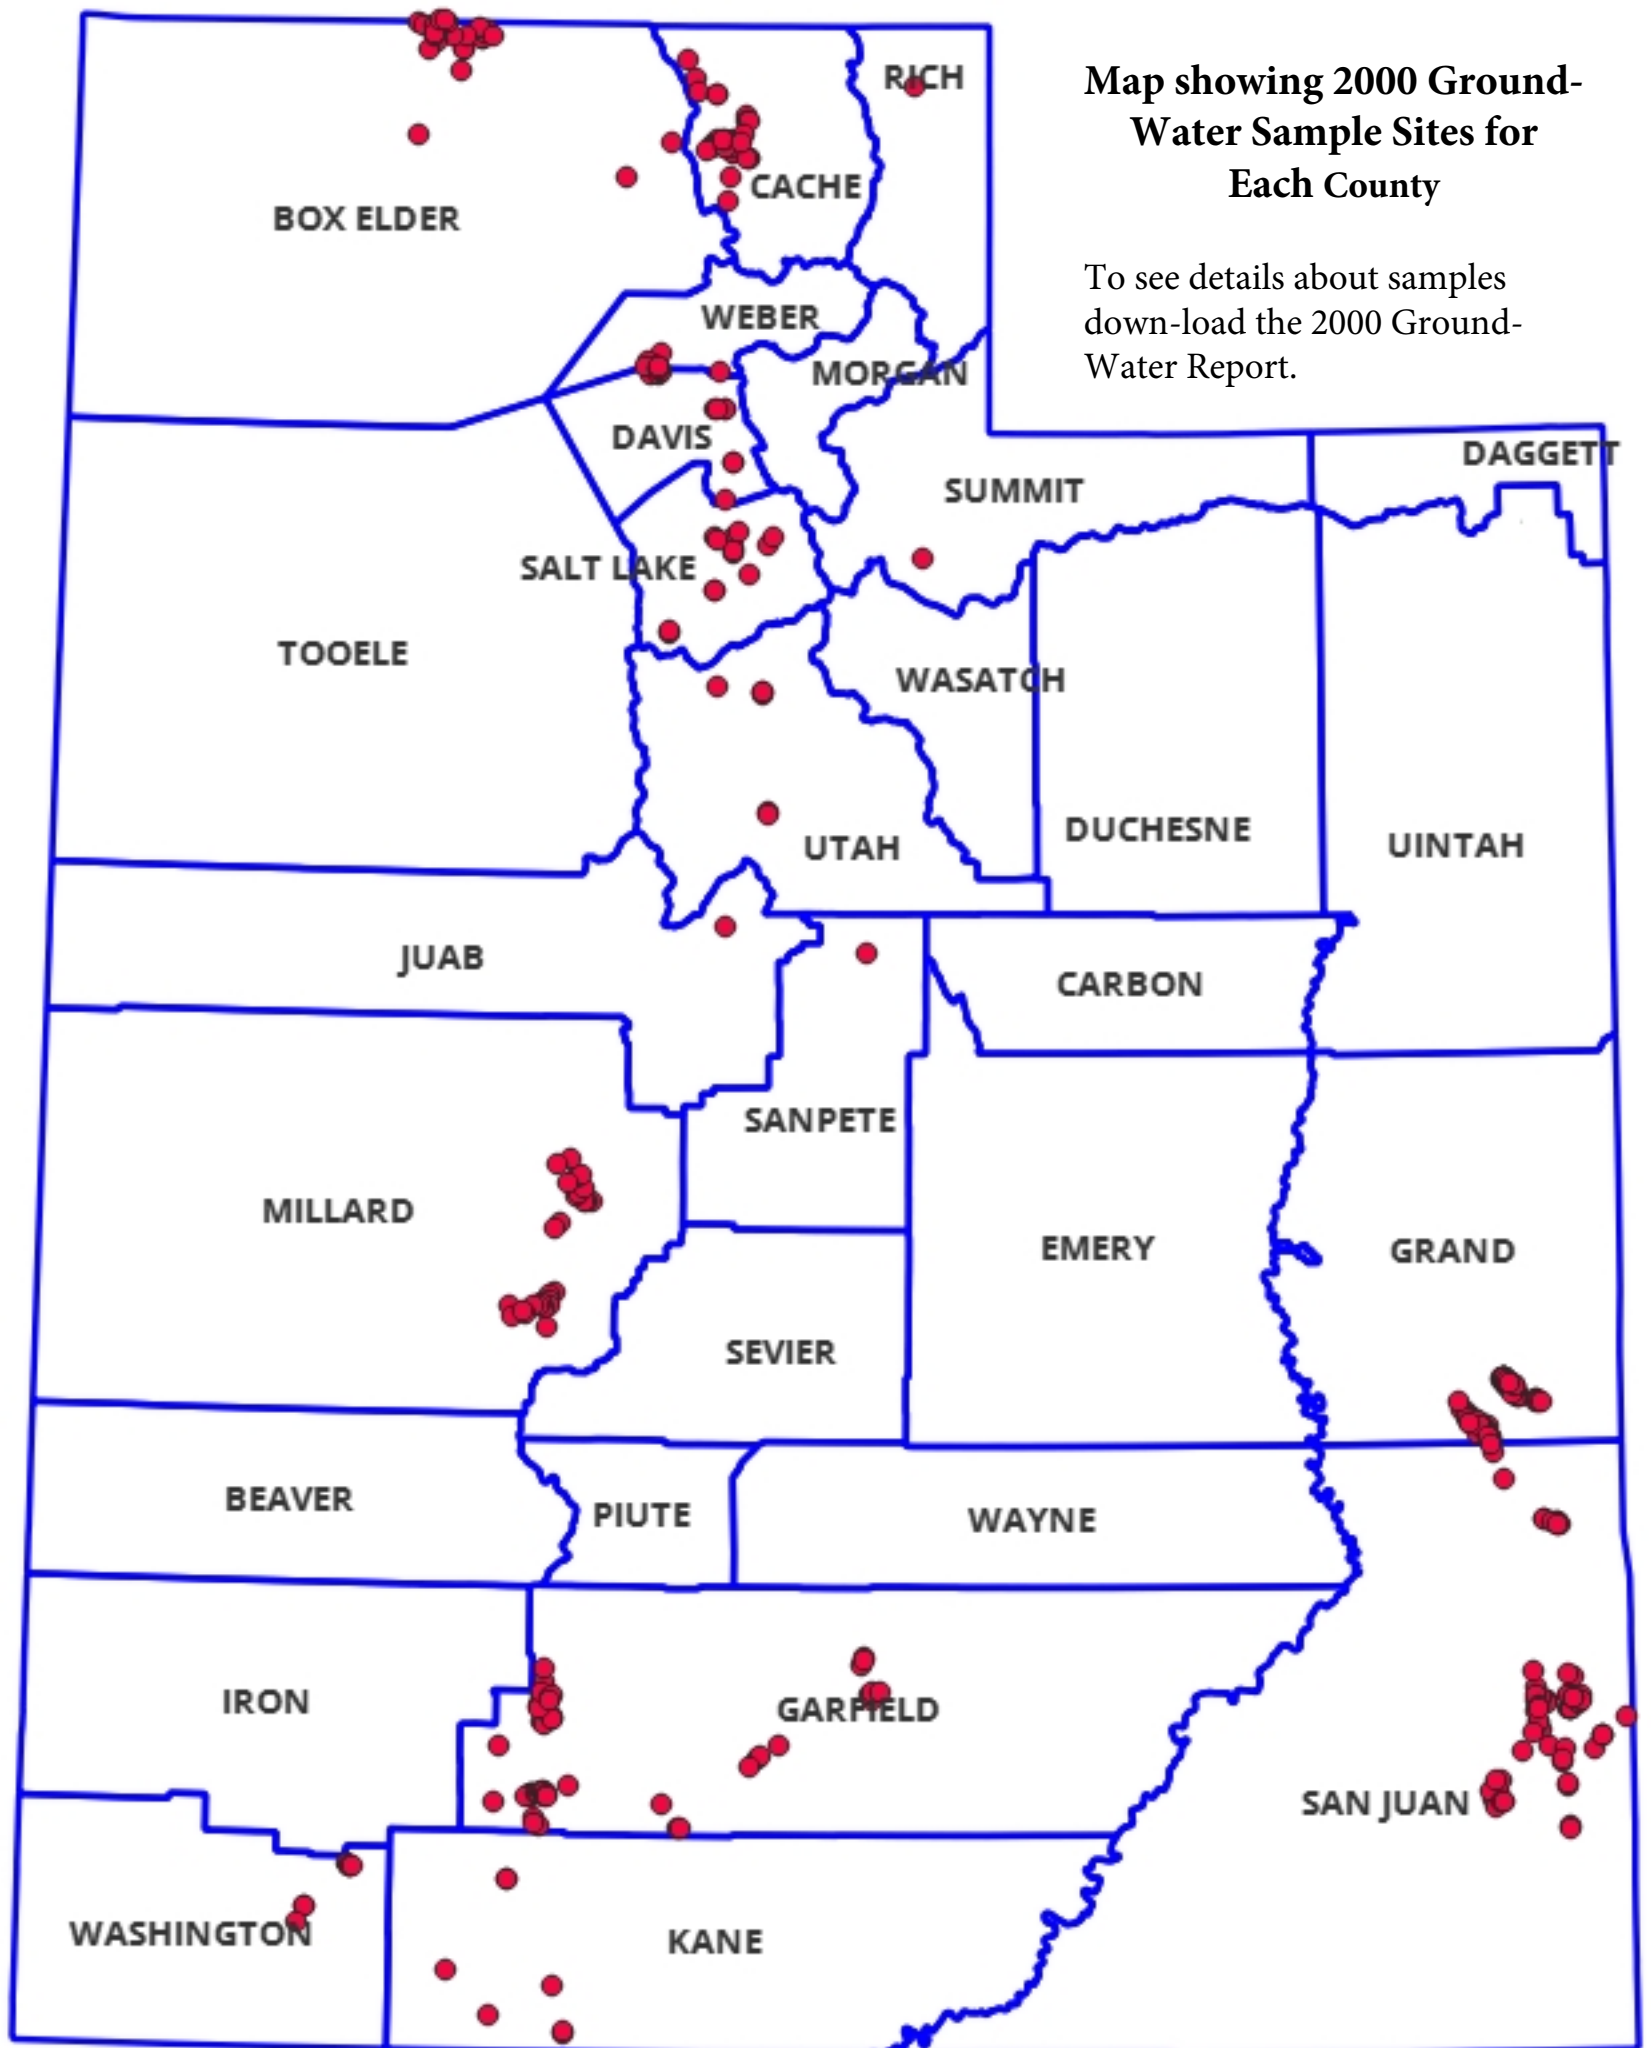 Map showing 2000 Ground-
Water Sample Sites for
Each County
To see details about samples
down-load the 2000 Ground-
Water Report.
RICH
CACHE
BOX ELDER
WEBER
MORGAN
DAVIS
DAGGETT
SUMMIT
SALT LAKE
TOOELE
WASATCH
DUCHESNE
UTAH
UINTAH
JUAB
CARBON
SANPETE
MILLARD
EMERY
GRAND
SEVIER
BEAVER
PIUTE
WAYNE
IRON
GARFIELD
SAN JUAN
WASHINGTON
KANE